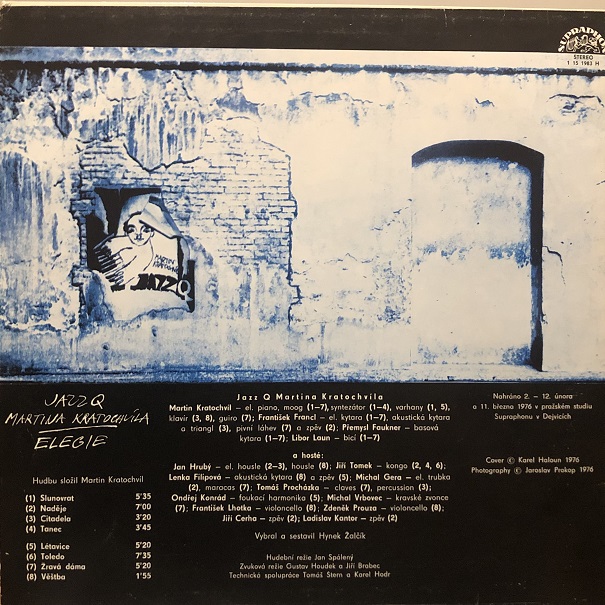 SUPRAPHON
STEREO
1 15 1983 H
MARTIN
KRATOCHVÍL
JAZZ Q
JAZZ Q
MARTINA KRATOCHVÍLA
ELEGIE
Hudbu složil Martin Kratochvíl
(1) Slunovrat 5'35
(2) Naděje 7'00
(3) Citadela 3'20
(4) Tanec 3'45
(5) Létavice 5'20
(6) Toledo 7'35
(7) Žravá dáma 5'20
(8) Věštba 1'55
Jazz Q Martina Kratochvíla
Martin Kratochvíl – el. piano, moog (1–7), syntezátor (1–4), varhany (1, 5),
klavír (3, 8), guiro (7); František Francl – el. kytara (1–7), akustická kytara
a triangl (3), pivní láhev (7) a zpěv (2); Přemysl Faukner – basová
kytara (1–7); Libor Laun – bicí (1–7)
a hosté:
Jan Hrubý – el. housle (2–3), housle (8); Jiří Tomek – kongo (2, 4, 6);
Lenka Filipová – akustická kytara (8) a zpěv (5); Michal Gera – el. trubka
(2), maracas (7); Tomáš Procházka – claves (7), percussion (3);
Ondřej Konrád – foukací harmonika (5); Michal Vrbovec – kravské zvonce
(7); František Lhotka – violoncello (8); Zdeněk Prouza – violoncello (8);
Jiří Cerha – zpěv (2); Ladislav Kantor – zpěv (2)
Vybral a sestavil Hynek Žalčík
Hudební režie Jan Spálený
Zvuková režie Gustav Houdek a Jiří Brabec
Technická spolupráce Tomáš Stern a Karel Hodr
Nahráno 2. – 12. února
a 11. března 1976 v pražském studiu
Supraphonu v Dejvicích
Cover © Karel Haloun 1976
Photography © Jaroslav Prokop 1976